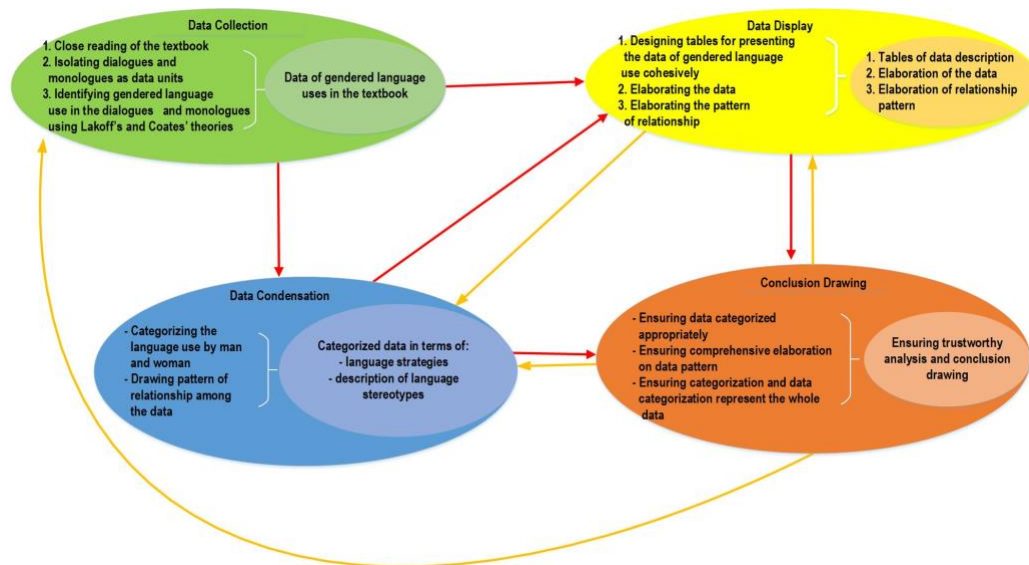 Data Collection
1. Close reading of the textbook
2. Isolating dialogues and
monologues as data units
3. Identifying gendered language
use in the dialogues and monologues
using Lakoff's and Coates' theories
Data of gendered language
uses in the textbook
Data Display
1. Designing tables for presenting
the data of gendered language
use cohesively
2. Elaborating the data
3. Elaborating the pattern
of relationship
1. Tables of data description
2. Elaboration of the data
3. Elaboration of relationship
pattern
Data Condensation
- Categorizing the
language use by man
and woman
- Drawing pattern of
relationship among
the data
Categorized data in terms of:
- language strategies
- description of language
stereotypes
Conclusion Drawing
- Ensuring data categorized
appropriately
- Ensuring comprehensive elaboration
on data pattern
- Ensuring categorization and data
categorization represent the whole
data
Ensuring trustworthy
analysis and conclusion
drawing